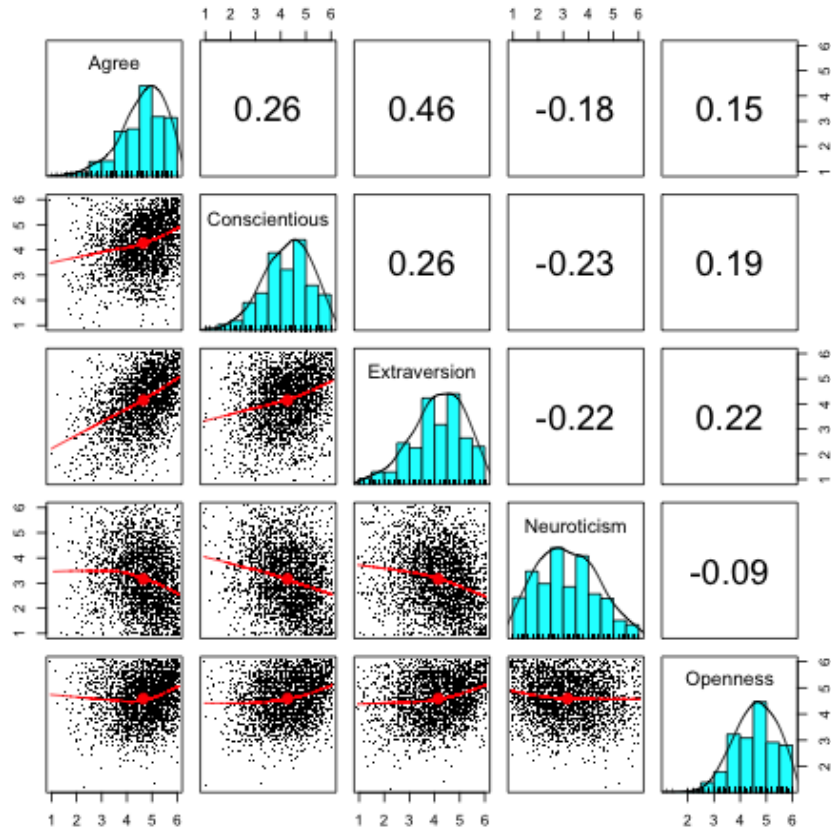 1 2 3 4 5 6 1 2 3 4 5 6
Agree
0.26 0.46 -0.18 0.15
1 2 3 4 5 6
Conscientious
0.26 -0.23 0.19
1 2 3 4 5 6
Extraversion
-0.22 0.22
1 2 3 4 5 6
Neuroticism
-0.09
1 2 3 4 5 6
Openness
2 3 4 5 6
1 2 3 4 5 6 1 2 3 4 5 6 2 3 4 5 6